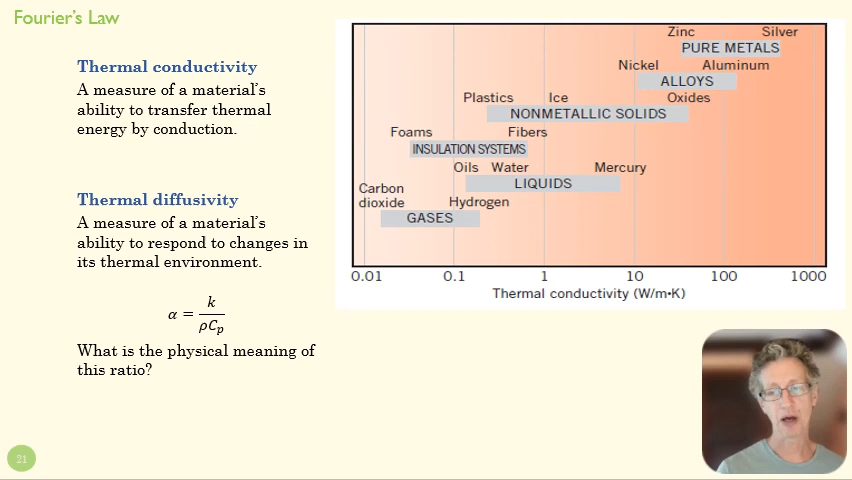 Fourier's Law
Thermal conductivity
A measure of a material's
ability to transfer thermal
energy by conduction.
Thermal diffusivity
A measure of a material's
ability to respond to changes in
its thermal environment.
α = k / ρCp
What is the physical meaning of
this ratio?
21
Zinc Silver
PURE METALS
Nickel Aluminum
ALLOYS
Plastics Ice Oxides
NONMETALLIC SOLIDS
Foams Fibers
INSULATION SYSTEMS
Oils Water Mercury
LIQUIDS
Carbon
dioxide Hydrogen
GASES
0.01 0.1 1 10 100 1000
Thermal conductivity (W/m•K)